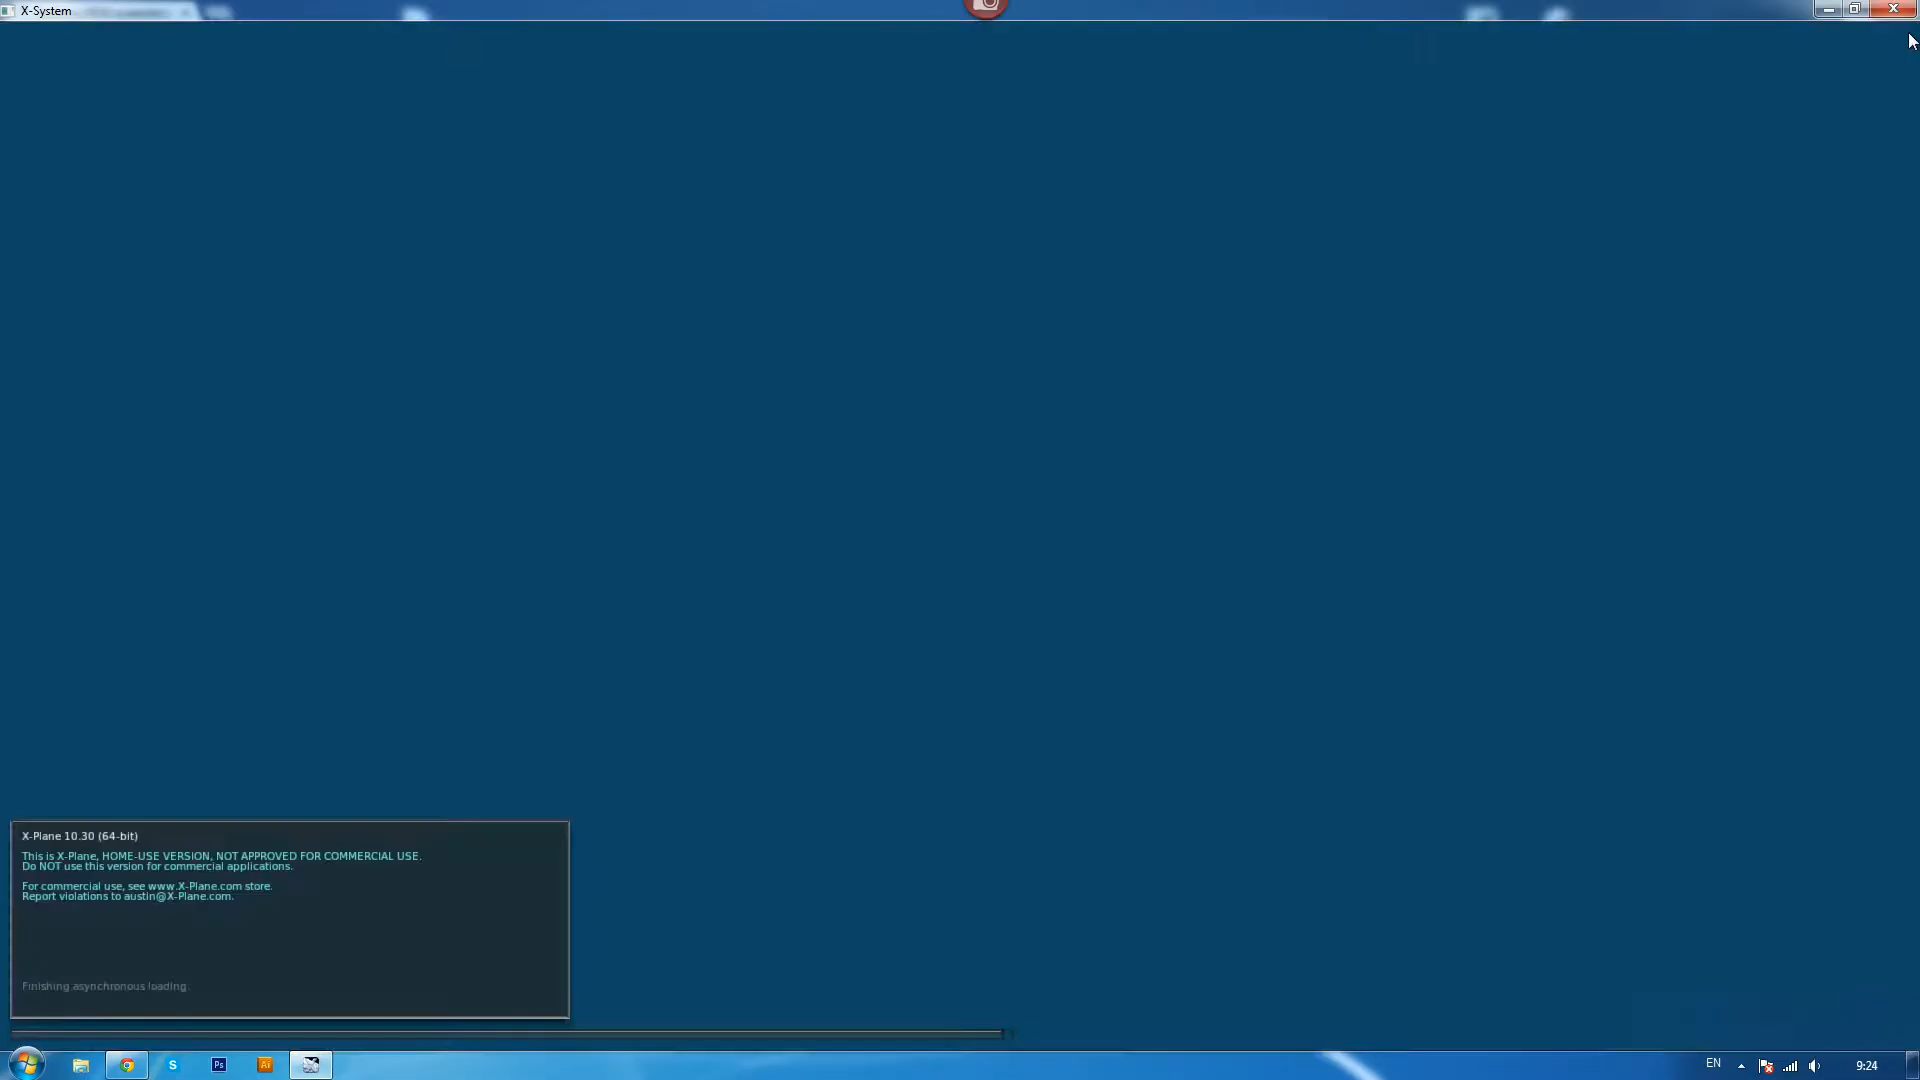 X-System
X-Plane 10.30 (64-bit)
This is X-Plane, HOME-USE VERSION, NOT APPROVED FOR COMMERCIAL USE.
Do NOT use this version for commercial applications.
For commercial use, see www.X-Plane.com store.
Report violations to austin@X-Plane.com.
Finishing asynchronous loading.
S
Ps
Ai
EN
9:24